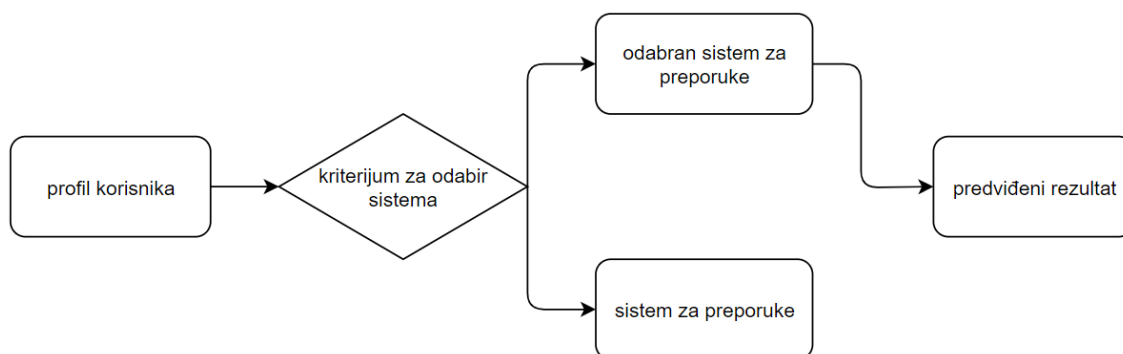 profil korisnika
kriterijum za odabir
sistema
odabran sistem za
preporuke
sistem za preporuke
predviđeni rezultat